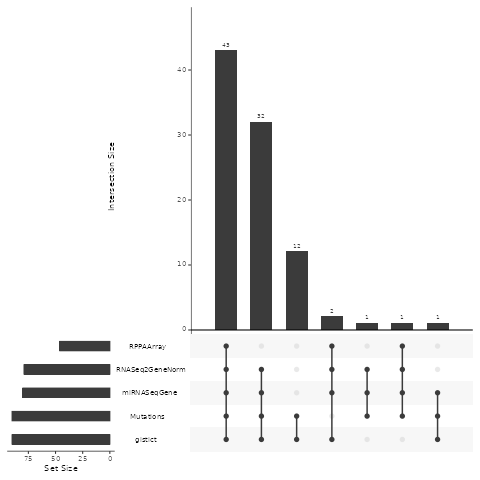 43
40
32
30
Intersection Size
20
12
10
2
1
1
1
0
RPPAArray
RNASeq2GeneNorm
miRNASeqGene
Mutations
gistict
75 50 25 0
Set Size